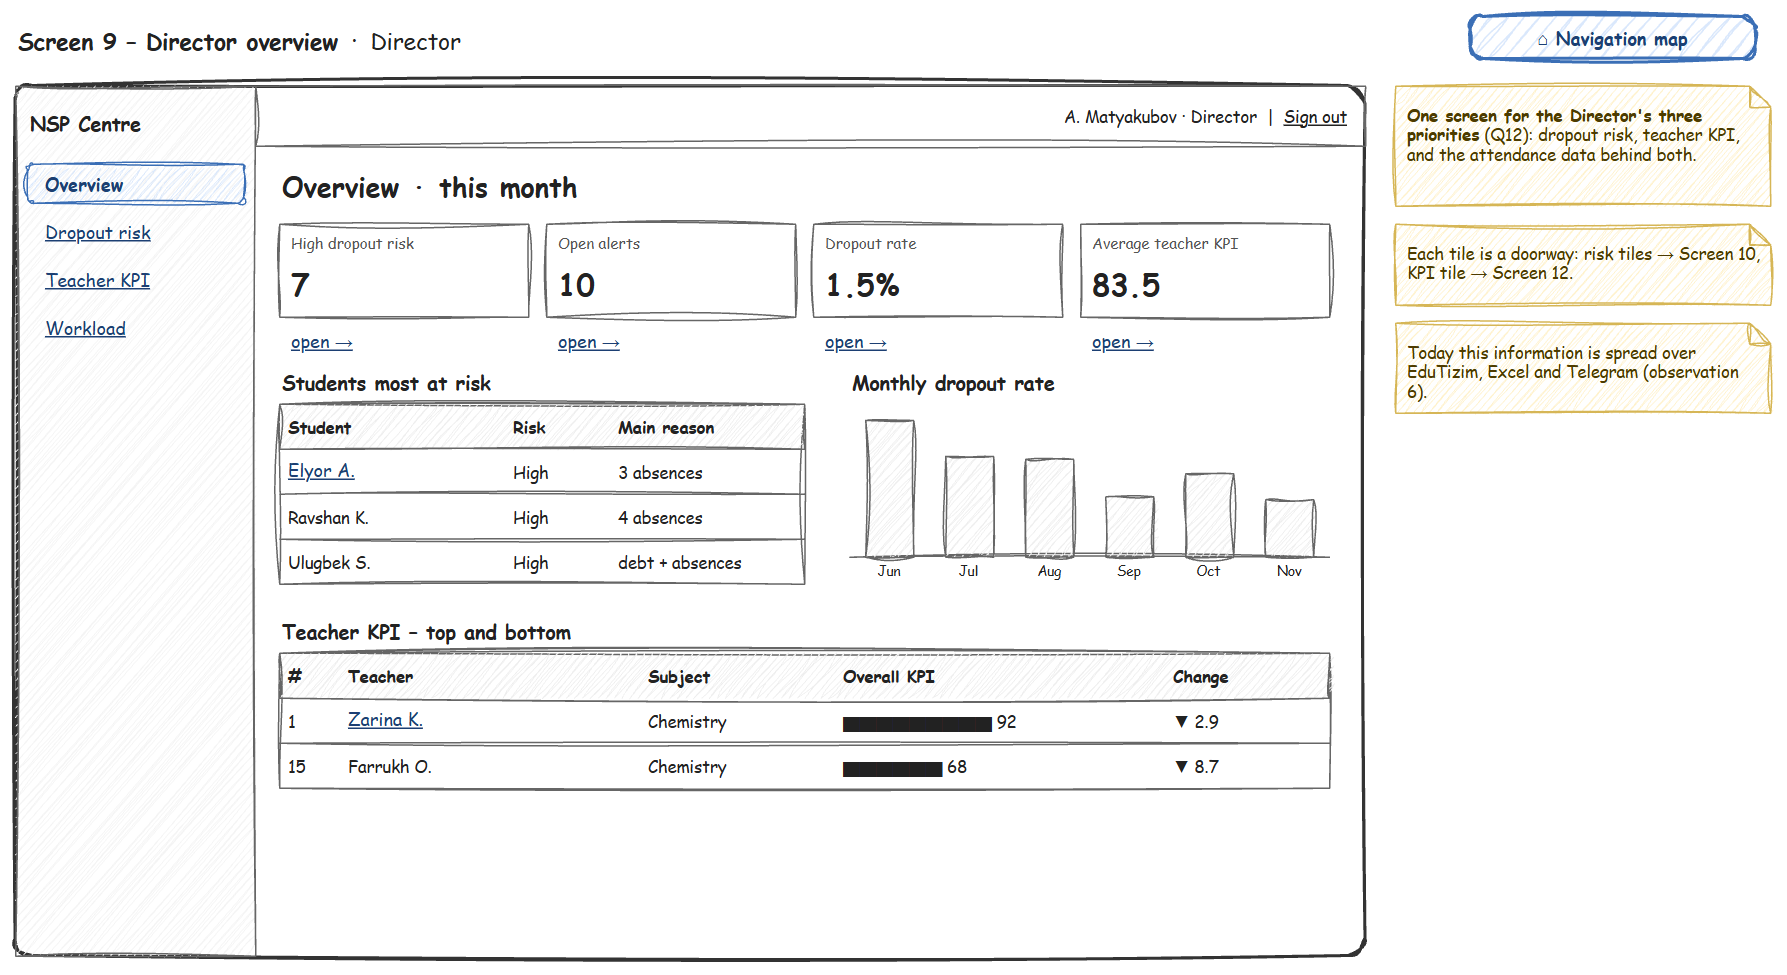 Screen 9 – Director overview · Director
⌂ Navigation map
NSP Centre
Overview
Dropout risk
Teacher KPI
Workload
A. Matyakubov · Director | Sign out
Overview · this month
High dropout risk
7
open →
Open alerts
10
open →
Dropout rate
1.5%
open →
Average teacher KPI
83.5
open →
Students most at risk
Student Risk Main reason
Elyor A. High 3 absences
Ravshan K. High 4 absences
Ulugbek S. High debt + absences
Monthly dropout rate
Jun Jul Aug Sep Oct Nov
Teacher KPI – top and bottom
# Teacher Subject Overall KPI Change
1 Zarina K. Chemistry 92 ▼ 2.9
15 Farrukh O. Chemistry 68 ▼ 8.7
One screen for the Director's three
priorities (Q12): dropout risk, teacher KPI,
and the attendance data behind both.
Each tile is a doorway: risk tiles → Screen 10,
KPI tile → Screen 12.
Today this information is spread over
EduTizim, Excel and Telegram (observation
6).